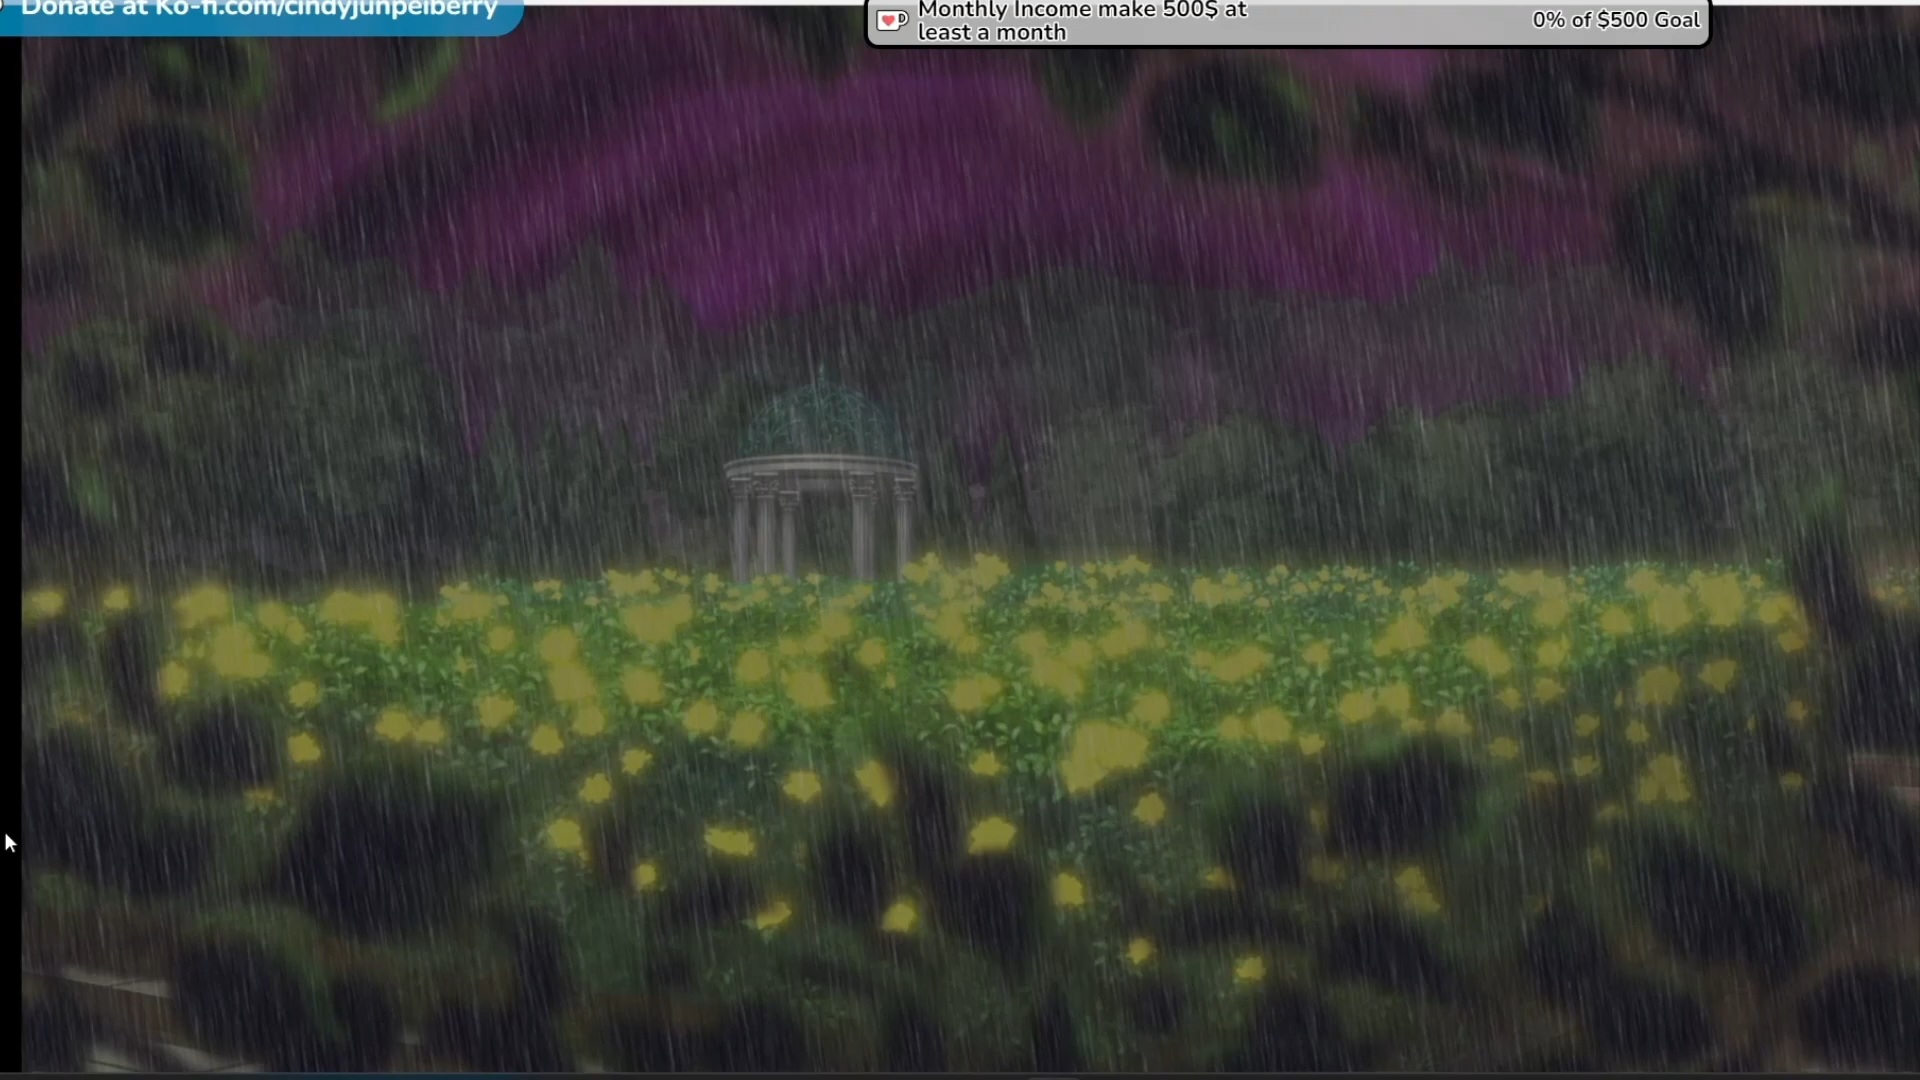 Donate at Ko-fi.com/cindyjunpeiberry
Monthly Income make 500$ at
least a month
0% of $500 Goal